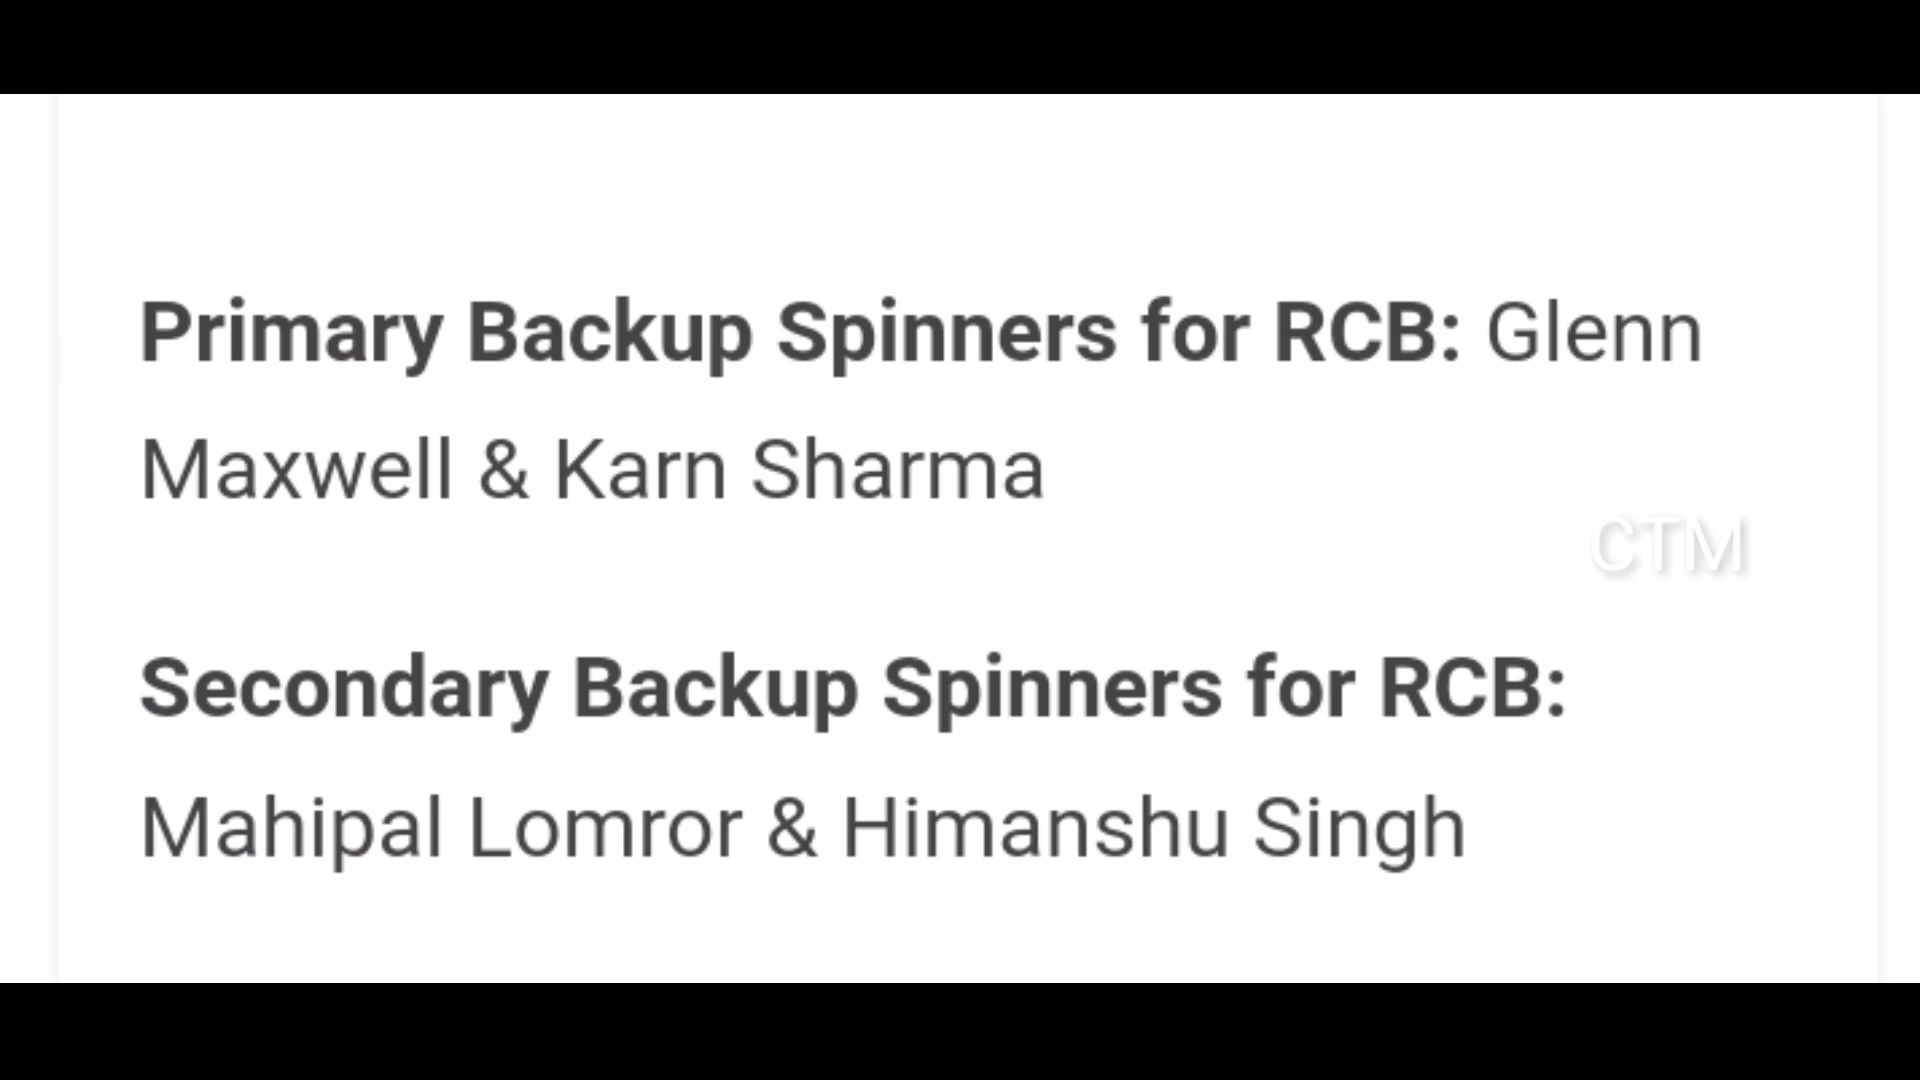 Primary Backup Spinners for RCB: Glenn
Maxwell & Karn Sharma
CTM
Secondary Backup Spinners for RCB:
Mahipal Lomror & Himanshu Singh